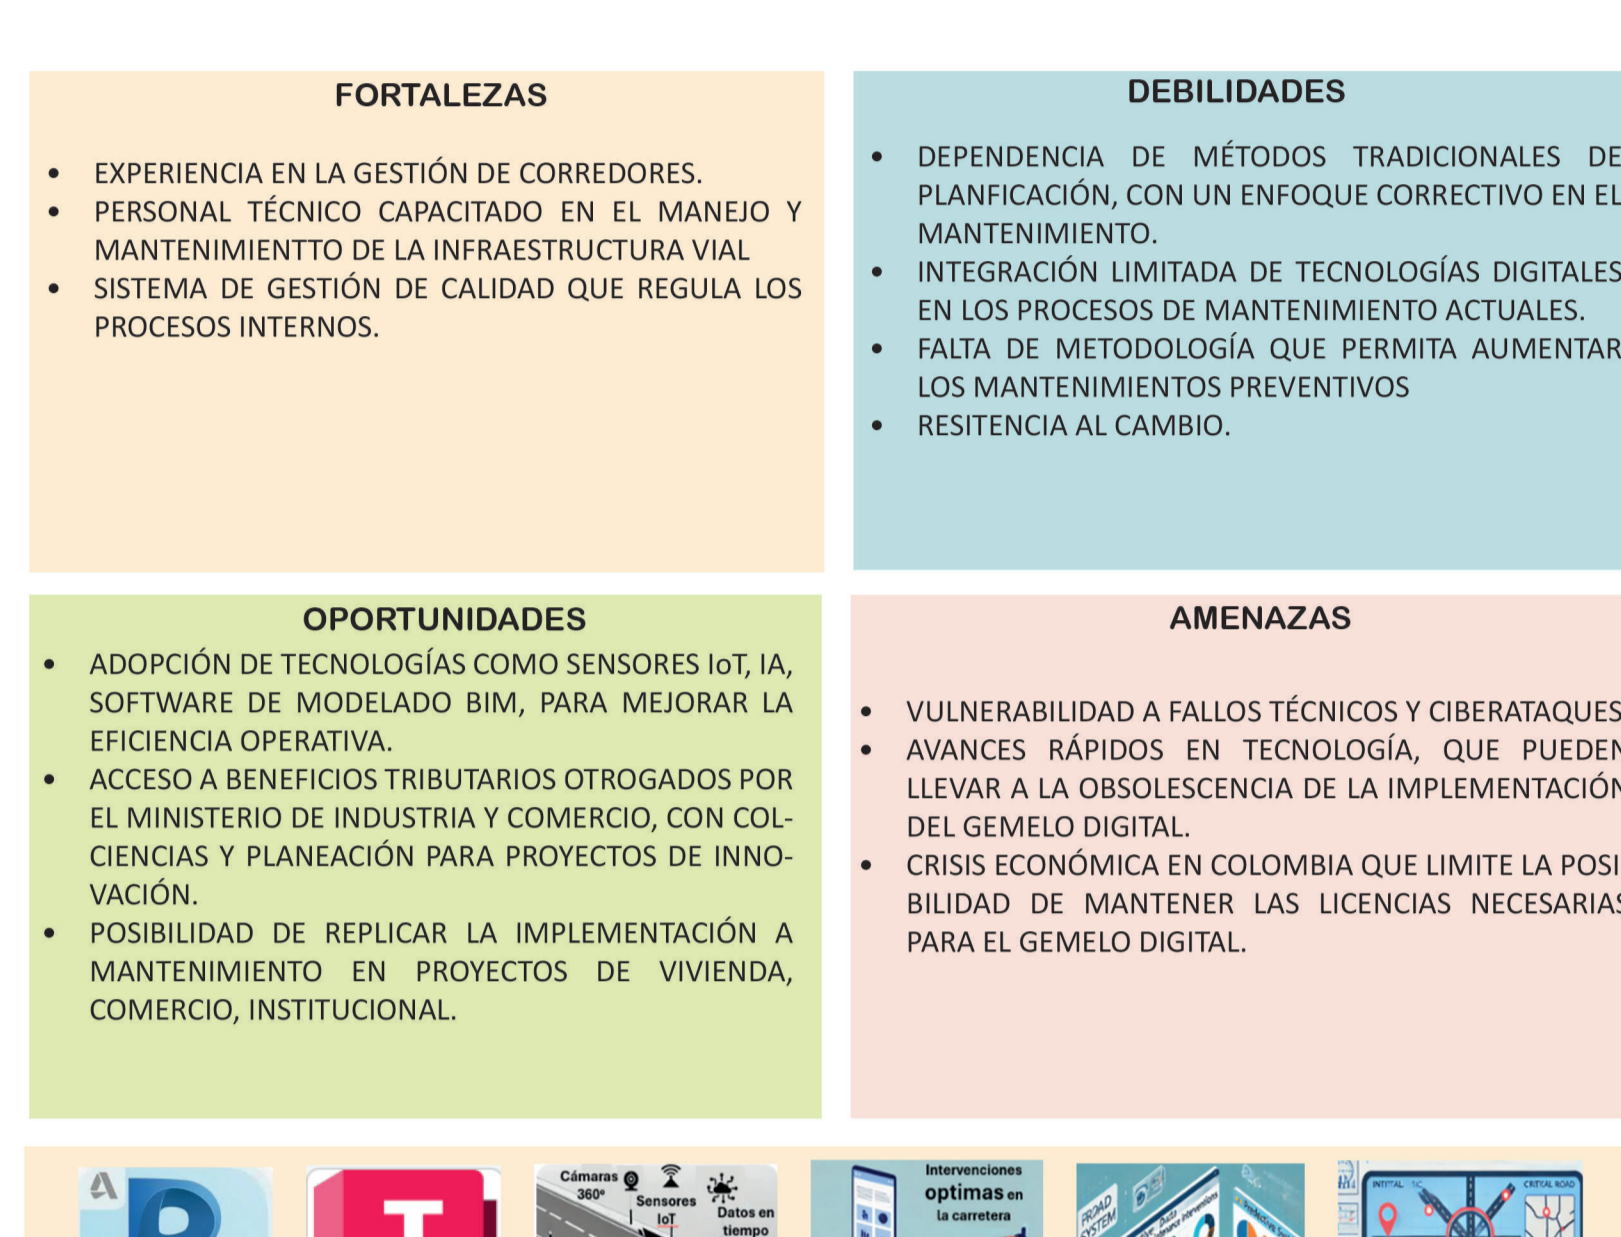 FORTALEZAS
• EXPERIENCIA EN LA GESTIÓN DE CORREDORES.
• PERSONAL TÉCNICO CAPACITADO EN EL MANEJO Y
MANTENIMIENTTO DE LA INFRAESTRUCTURA VIAL
• SISTEMA DE GESTIÓN DE CALIDAD QUE REGULA LOS
PROCESOS INTERNOS.
DEBILIDADES
• DEPENDENCIA DE MÉTODOS TRADICIONALES DE
PLANFICACIÓN, CON UN ENFOQUE CORRECTIVO EN EL
MANTENIMIENTO.
• INTEGRACIÓN LIMITADA DE TECNOLOGÍAS DIGITALES
EN LOS PROCESOS DE MANTENIMIENTO ACTUALES.
• FALTA DE METODOLOGÍA QUE PERMITA AUMENTAR
LOS MANTENIMIENTOS PREVENTIVOS
• RESITENCIA AL CAMBIO.
OPORTUNIDADES
• ADOPCIÓN DE TECNOLOGÍAS COMO SENSORES IoT, IA,
SOFTWARE DE MODELADO BIM, PARA MEJORAR LA
EFICIENCIA OPERATIVA.
• ACCESO A BENEFICIOS TRIBUTARIOS OTROGADOS POR
EL MINISTERIO DE INDUSTRIA Y COMERCIO, CON COL-
CIENCIAS Y PLANEACIÓN PARA PROYECTOS DE INNO-
VACIÓN.
• POSIBILIDAD DE REPLICAR LA IMPLEMENTACIÓN A
MANTENIMIENTO EN PROYECTOS DE VIVIENDA,
COMERCIO, INSTITUCIONAL.
AMENAZAS
• VULNERABILIDAD A FALLOS TÉCNICOS Y CIBERATAQUES
• AVANCES RÁPIDOS EN TECNOLOGÍA, QUE PUEDEN
LLEVAR A LA OBSOLESCENCIA DE LA IMPLEMENTACIÓN
DEL GEMELO DIGITAL.
• CRISIS ECONÓMICA EN COLOMBIA QUE LIMITE LA POSI
BILIDAD DE MANTENER LAS LICENCIAS NECESARIAS
PARA EL GEMELO DIGITAL.
Cámaras
360º
Sensores
IoT
Datos en
tiempo
Intervenciones
optimas en
la carretera
PROAD
SYSTEM
CRITICAL ROAD